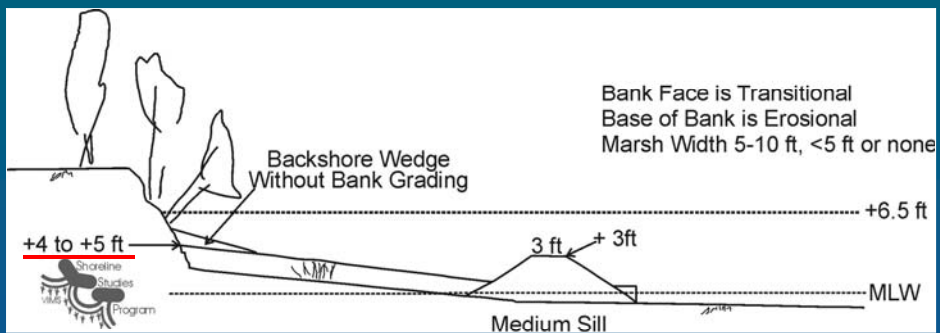 Bank Face is Transitional
Base of Bank is Erosional
Marsh Width 5-10 ft, <5 ft or none
Backshore Wedge
Without Bank Grading
+6.5 ft
+4 to +5 ft
3 ft
+ 3ft
Shoreline
Studies
Program
VIMS
MLW
Medium Sill